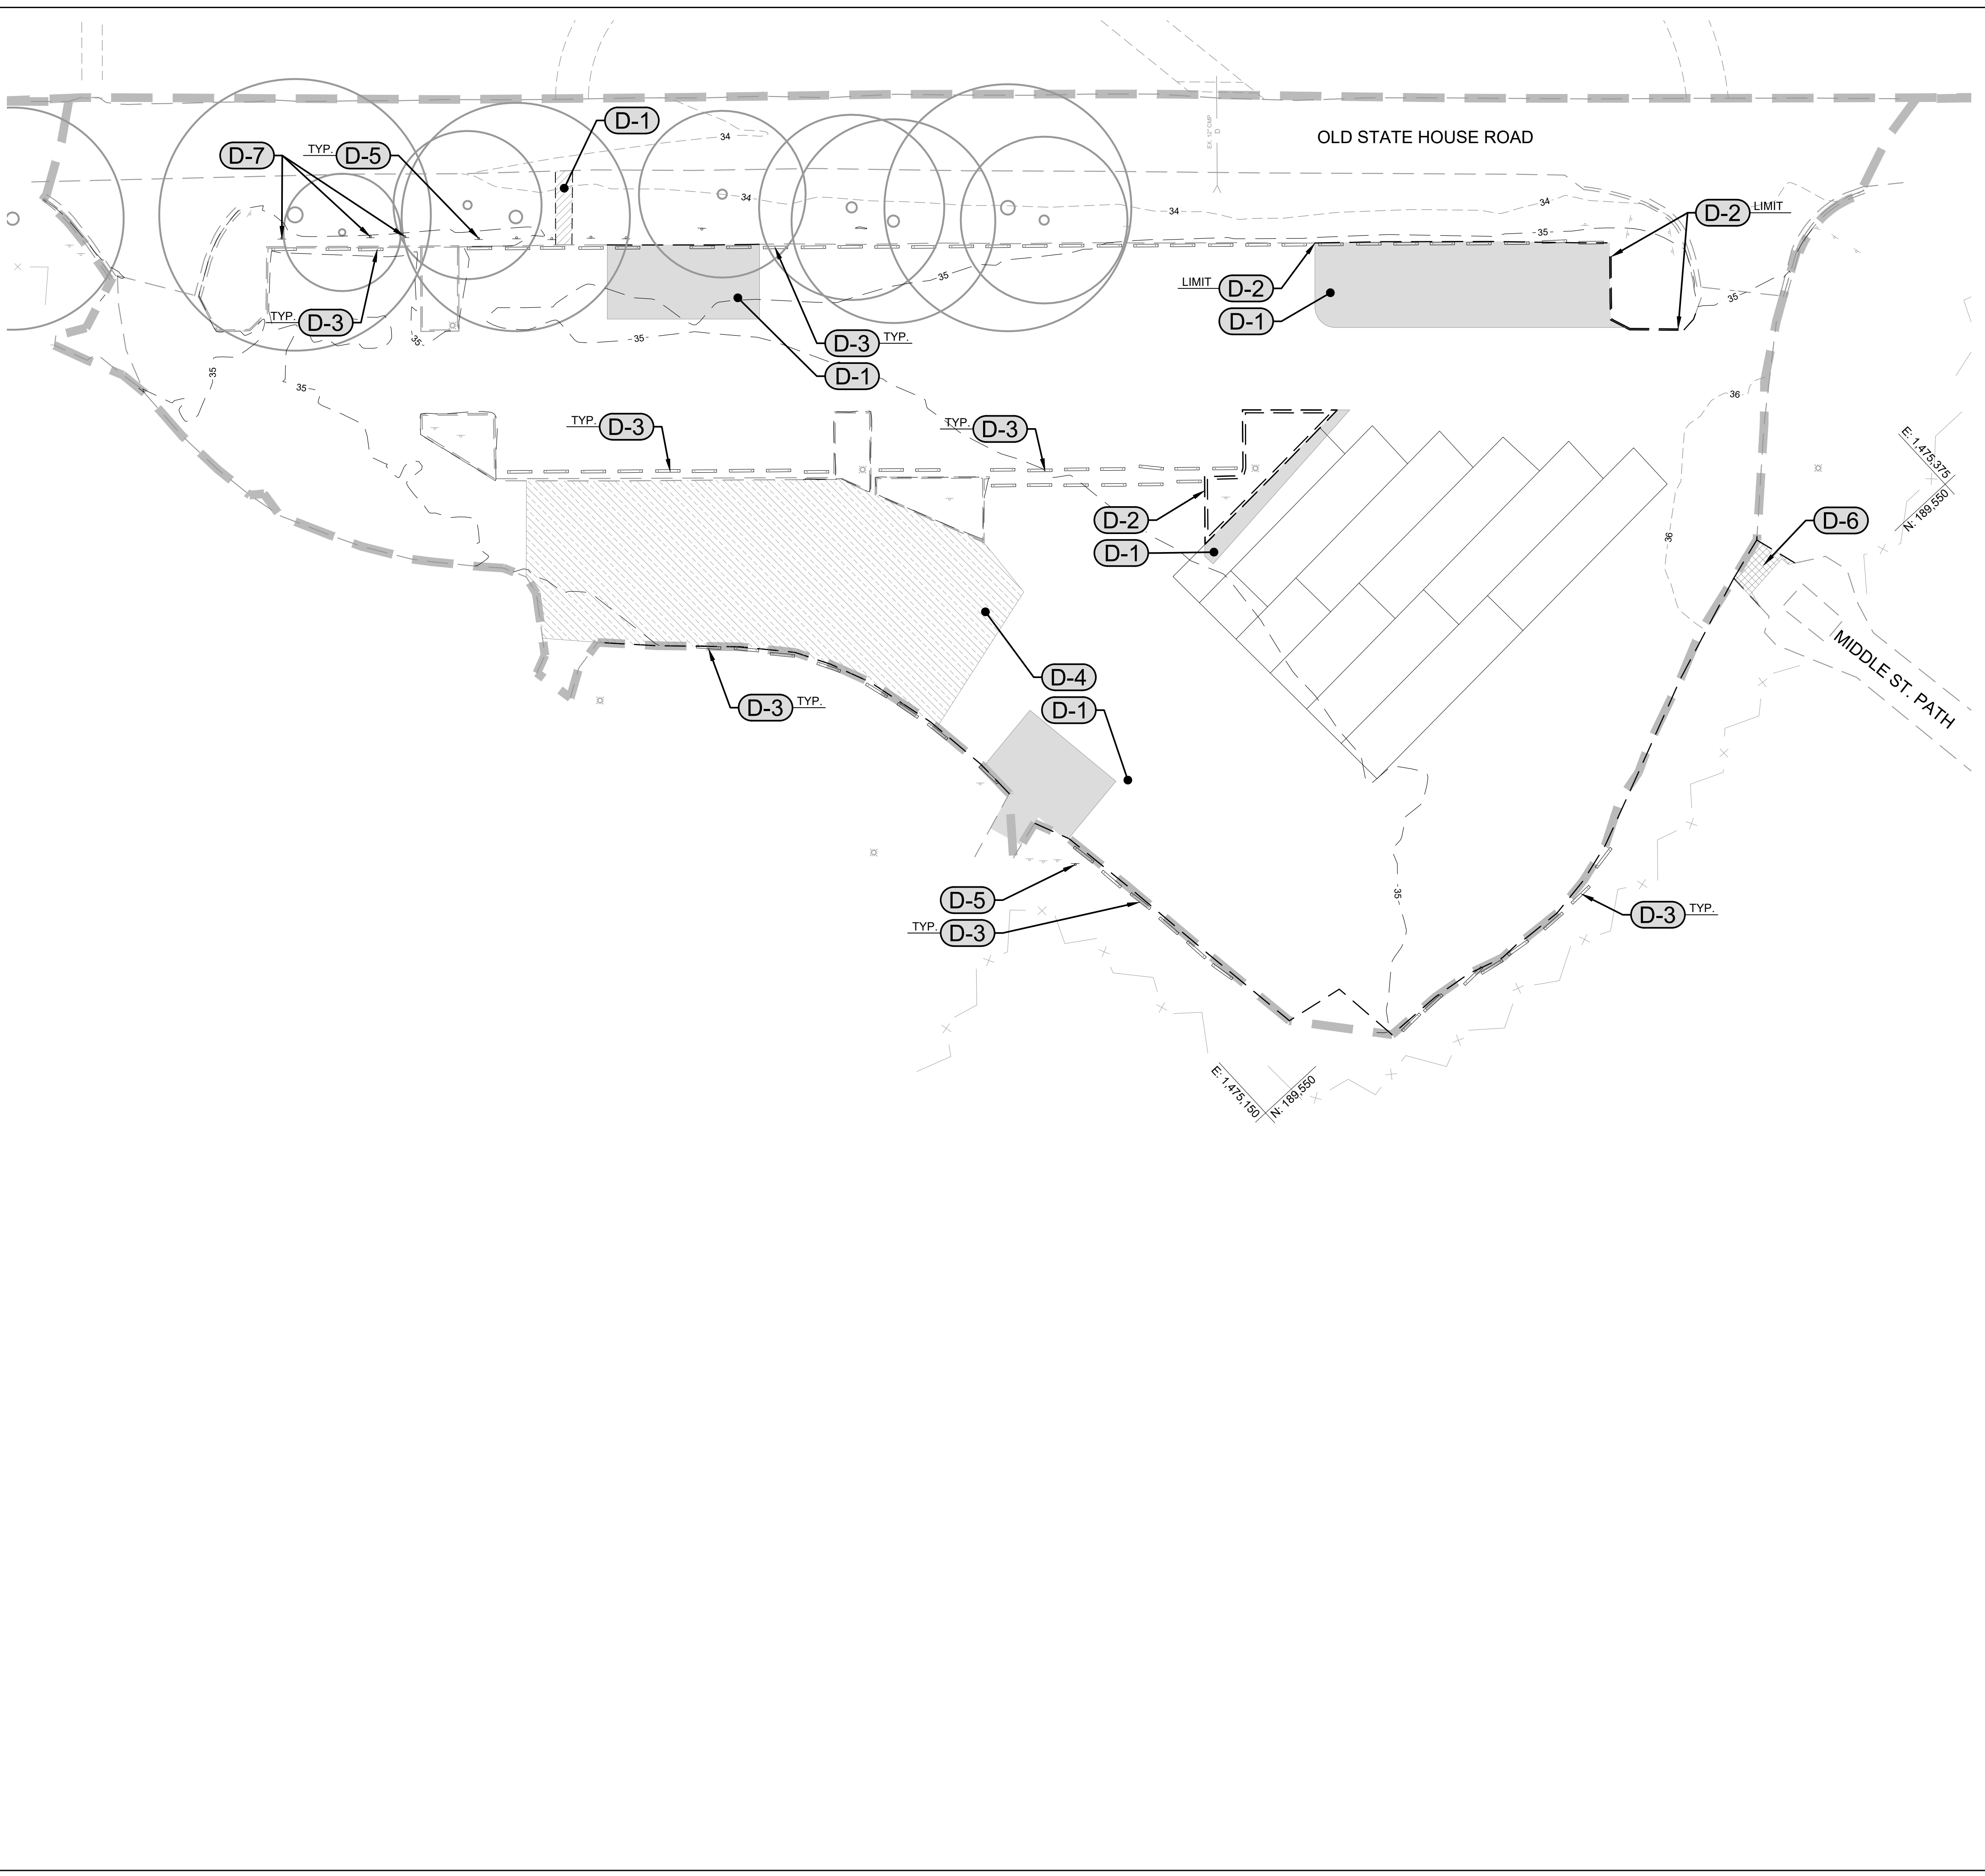 D-1
34
EX. 12" CMP
D
OLD STATE HOUSE ROAD
D-7
TYP. D-5
34
34
34
D-2 LIMIT
35
35
LIMIT D-2
D-1
35
TYP. D-3
35
35
D-3 TYP.
D-1
35
35
36
TYP. D-3
TYP. D-3
E: 1,475,375
N: 189,550
D-2
D-1
D-6
36
MIDDLE ST. PATH
D-4
D-1
D-3 TYP.
D-5
TYP. D-3
35
D-3 TYP.
E: 1,475,150
N: 189,550